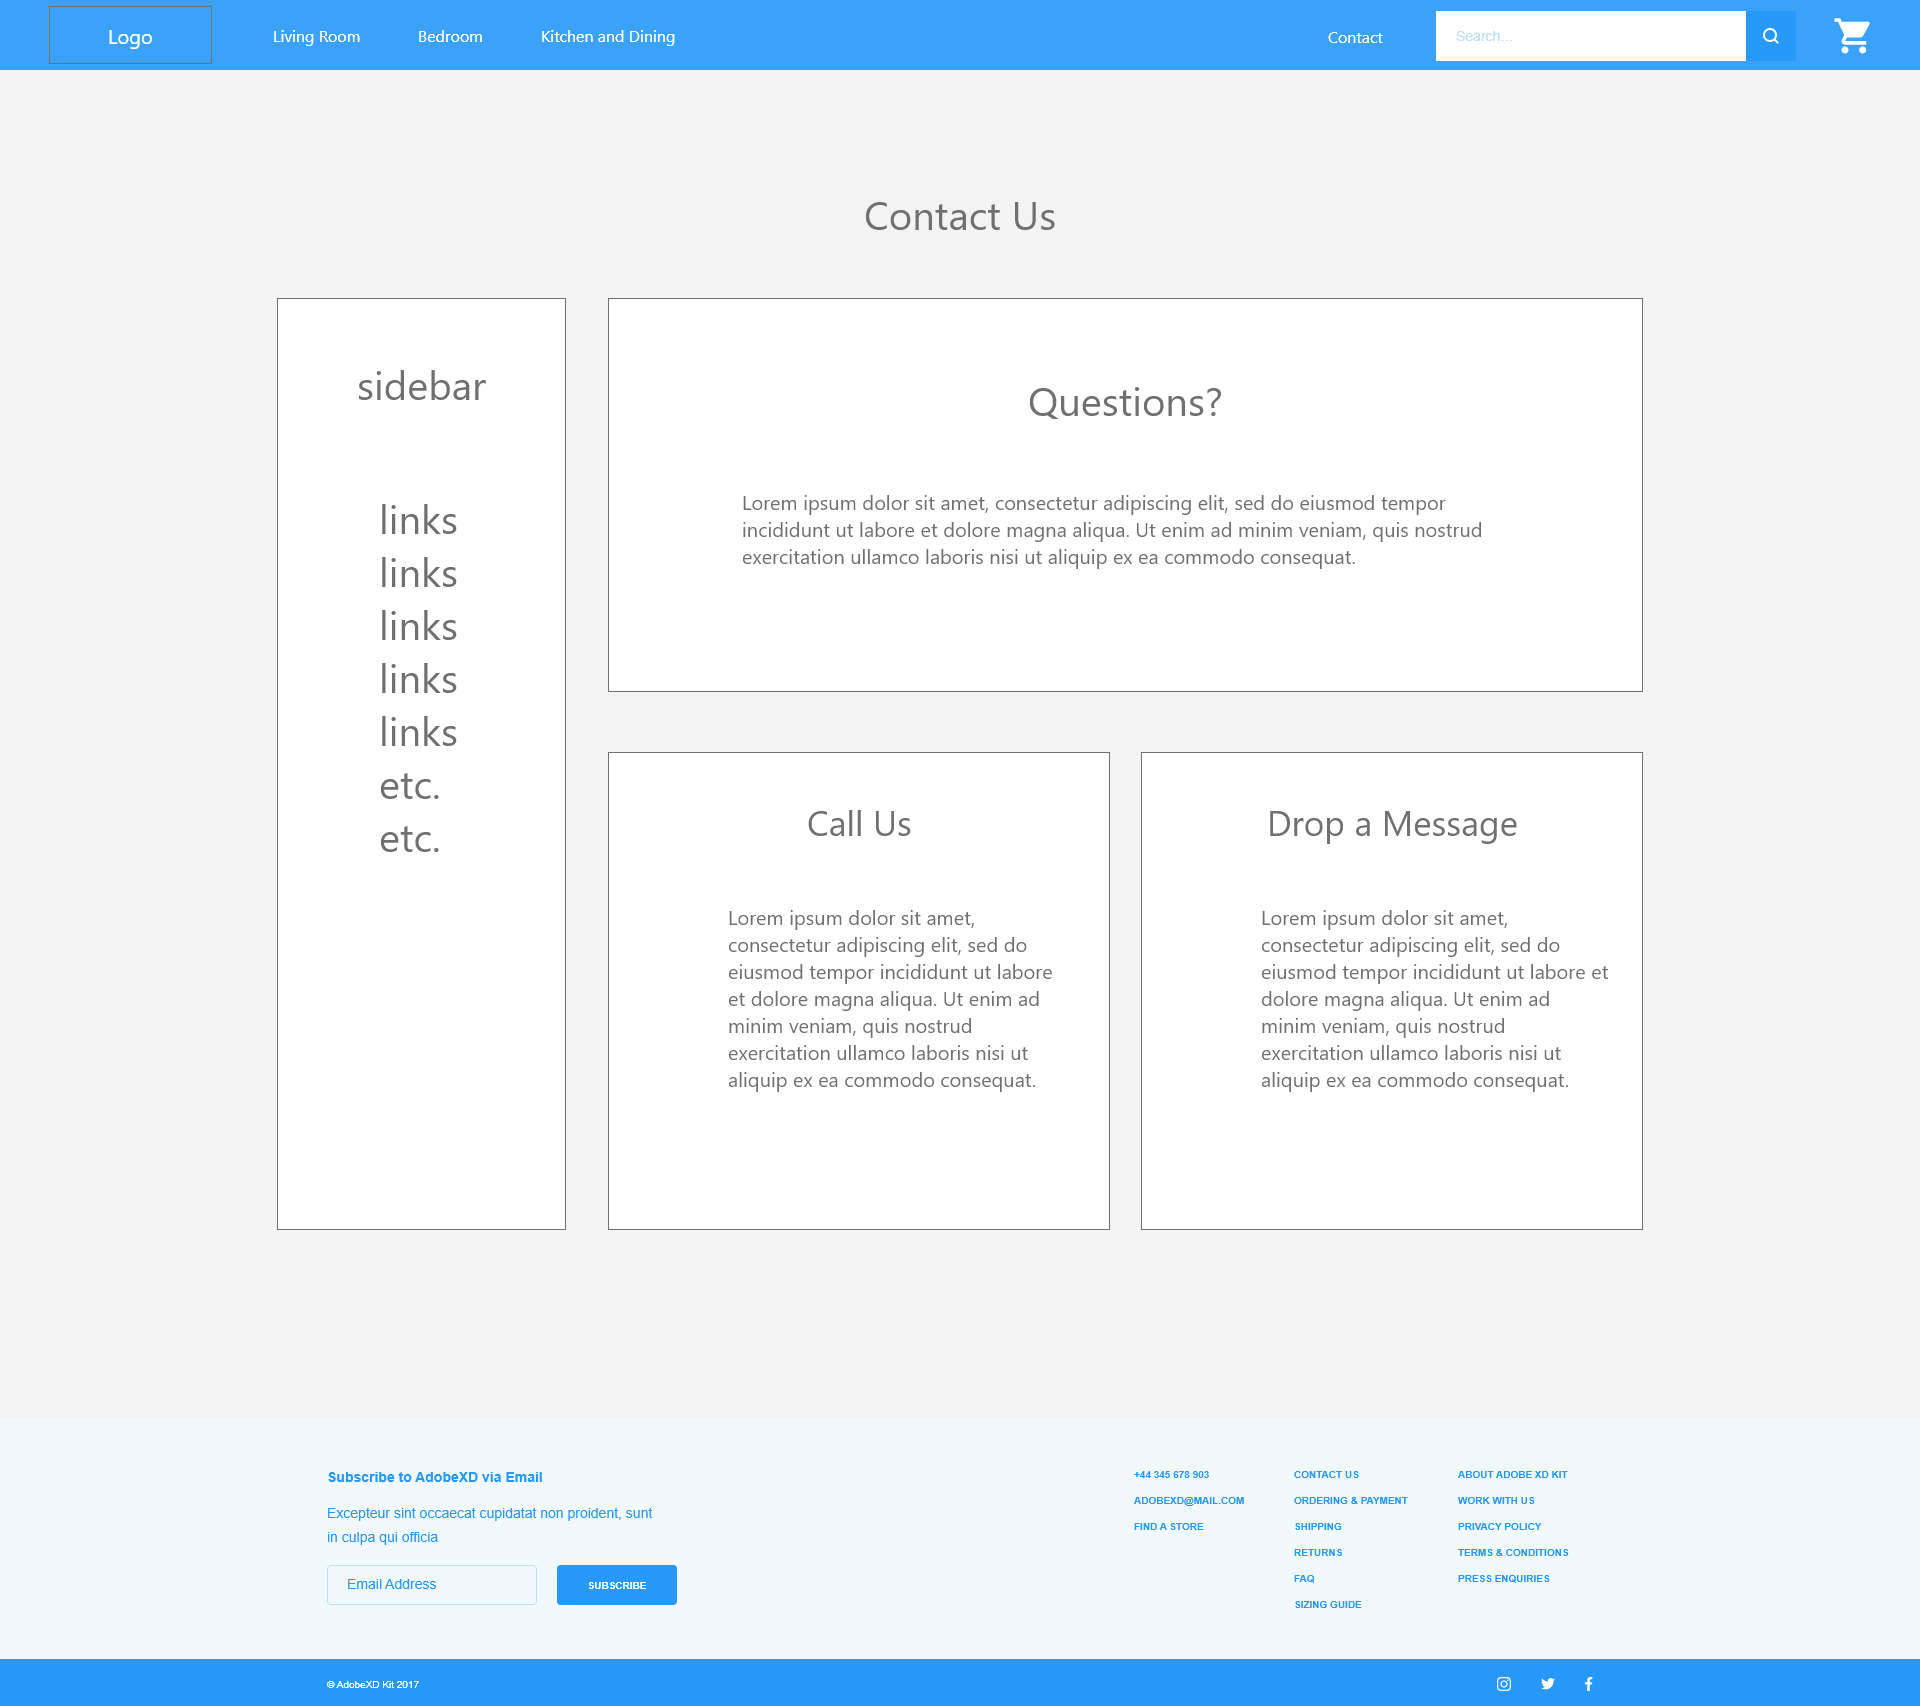 Logo
Living Room
Bedroom
Kitchen and Dining
Contact
Search...
Contact Us
sidebar
links
links
links
links
links
etc.
etc.
Questions?
Lorem ipsum dolor sit amet, consectetur adipiscing elit, sed do eiusmod tempor
incididunt ut labore et dolore magna aliqua. Ut enim ad minim veniam, quis nostrud
exercitation ullamco laboris nisi ut aliquip ex ea commodo consequat.
Call Us
Lorem ipsum dolor sit amet,
consectetur adipiscing elit, sed do
eiusmod tempor incididunt ut labore
et dolore magna aliqua. Ut enim ad
minim veniam, quis nostrud
exercitation ullamco laboris nisi ut
aliquip ex ea commodo consequat.
Drop a Message
Lorem ipsum dolor sit amet,
consectetur adipiscing elit, sed do
eiusmod tempor incididunt ut labore et
dolore magna aliqua. Ut enim ad
minim veniam, quis nostrud
exercitation ullamco laboris nisi ut
aliquip ex ea commodo consequat.
Subscribe to AdobeXD via Email
Excepteur sint occaecat cupidatat non proident, sunt
in culpa qui officia
Email Address
SUBSCRIBE
+44 345 678 903
ADOBEXD@MAIL.COM
FIND A STORE
CONTACT US
ORDERING & PAYMENT
SHIPPING
RETURNS
FAQ
SIZING GUIDE
ABOUT ADOBE XD KIT
WORK WITH US
PRIVACY POLICY
TERMS & CONDITIONS
PRESS ENQUIRIES
© AdobeXD Kit 2017